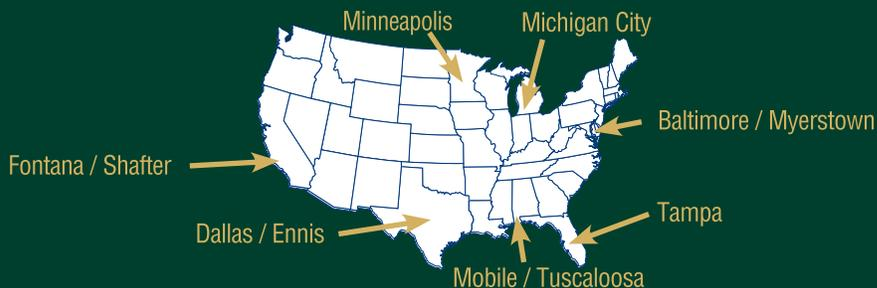 Minneapolis
Michigan City
Baltimore / Myerstown
Fontana / Shafter
Tampa
Dallas / Ennis
Mobile / Tuscaloosa